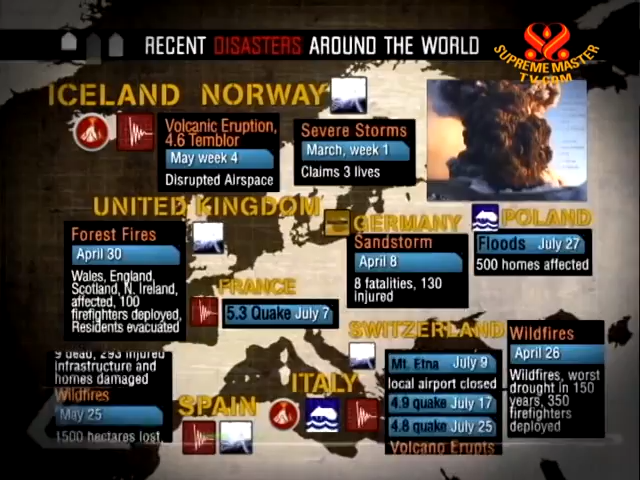 RECENT DISASTERS AROUND THE WORLD
SUPREME MASTER
TV.COM
ICELAND
Volcanic Eruption,
4.6 Temblor
May week 4
Disrupted Airspace
NORWAY
Severe Storms
March, week 1
Claims 3 lives
UNITED KINGDOM
Forest Fires
April 30
Wales, England,
Scotland, N. Ireland,
affected, 100
firefighters deployed,
Residents evacuated
GERMANY
Sandstorm
April 8
8 fatalities, 130
injured
POLAND
Floods July 27
500 homes affected
FRANCE
5.3 Quake July 7
SWITZERLAND
Wildfires
April 26
Wildfires, worst
drought in 150
years, 350
firefighters
deployed
ITALY
Mt. Etna July 9
local airport closed
4.9 quake July 17
4.8 quake July 25
Volcano Erupts
SPAIN
9 dead, 293 injured
infrastructure and
homes damaged
Wildfires
May 25
1500 hectares lost,